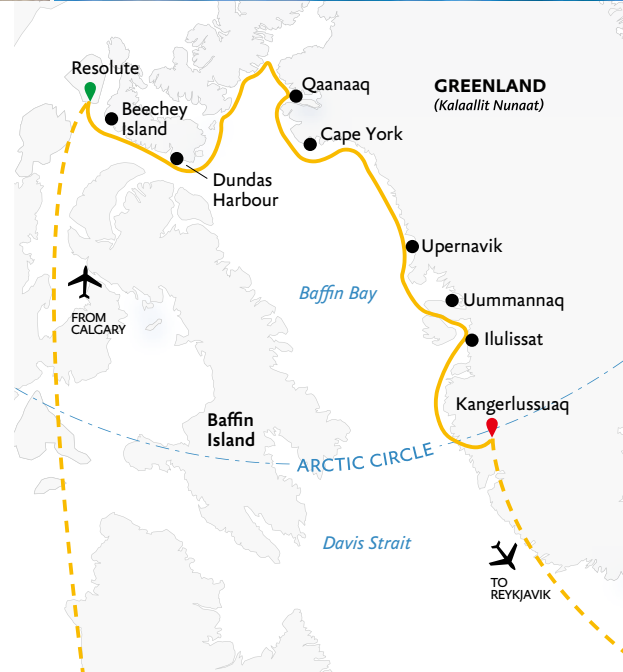 Resolute
Qaanaaq
GREENLAND
(Kalaallit Nunaat)
Beechey
Island
Cape York
Dundas
Harbour
Upernavik
Baffin Bay
Uummannaq
FROM
CALGARY
Ilulissat
Kangerlussuaq
Baffin
Island
ARCTIC CIRCLE
Davis Strait
TO
REYKJAVIK